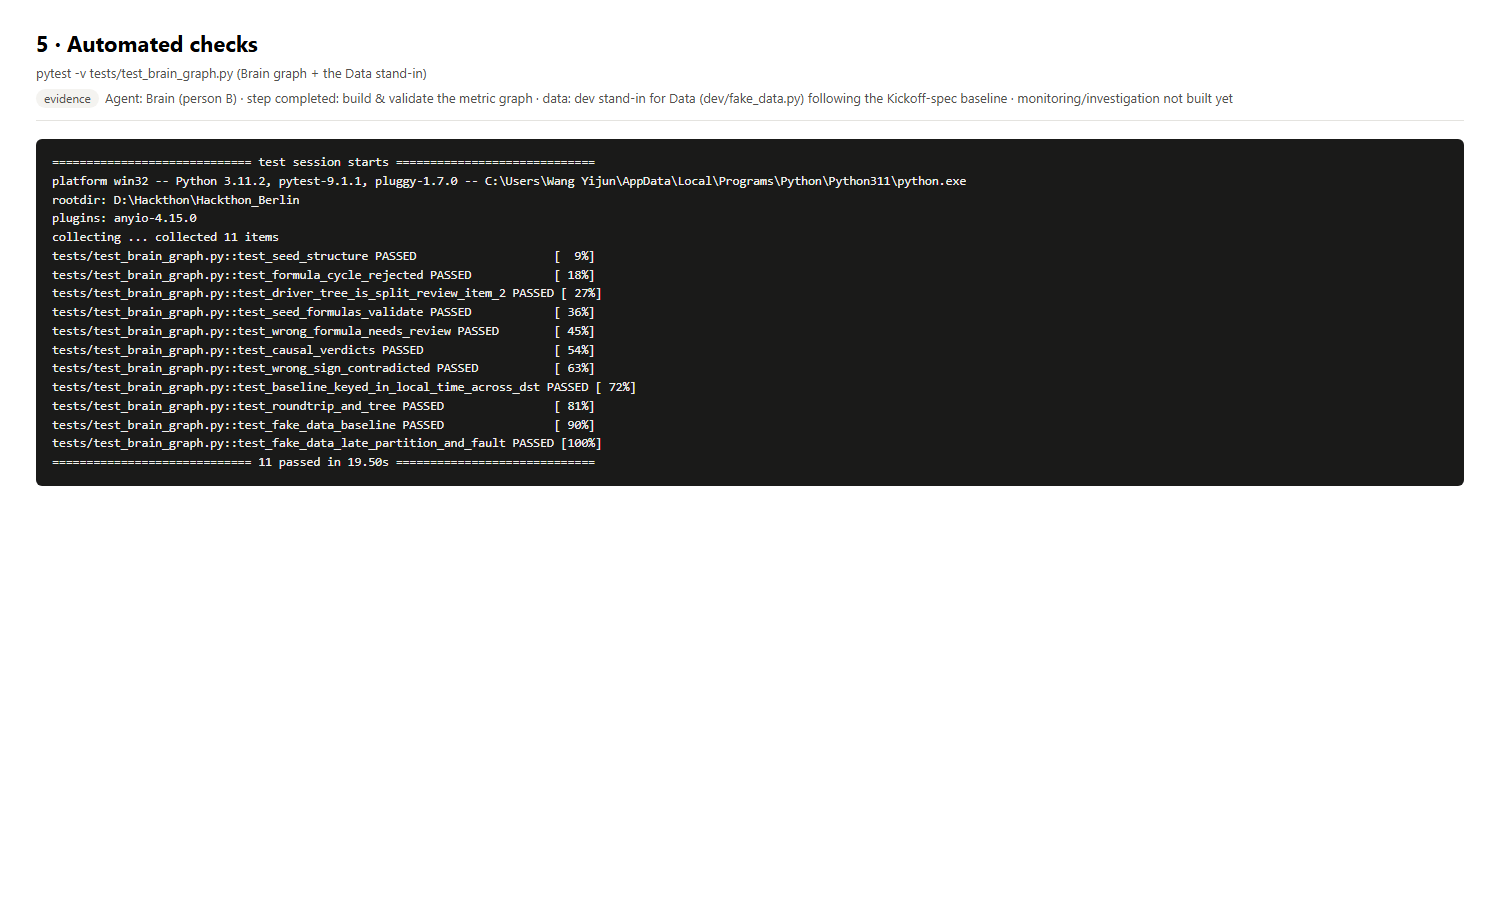 5 · Automated checks
pytest -v tests/test_brain_graph.py (Brain graph + the Data stand-in)
evidence Agent: Brain (person B) · step completed: build & validate the metric graph · data: dev stand-in for Data (dev/fake_data.py) following the Kickoff-spec baseline · monitoring/investigation not built yet
============================= test session starts =============================
platform win32 -- Python 3.11.2, pytest-9.1.1, pluggy-1.7.0 -- C:\Users\Wang Yijun\AppData\Local\Programs\Python\Python311\python.exe
rootdir: D:\Hackthon\Hackthon_Berlin
plugins: anyio-4.15.0
collecting ... collected 11 items
tests/test_brain_graph.py::test_seed_structure PASSED                    [  9%]
tests/test_brain_graph.py::test_formula_cycle_rejected PASSED            [ 18%]
tests/test_brain_graph.py::test_driver_tree_is_split_review_item_2 PASSED [ 27%]
tests/test_brain_graph.py::test_seed_formulas_validate PASSED            [ 36%]
tests/test_brain_graph.py::test_wrong_formula_needs_review PASSED        [ 45%]
tests/test_brain_graph.py::test_causal_verdicts PASSED                   [ 54%]
tests/test_brain_graph.py::test_wrong_sign_contradicted PASSED           [ 63%]
tests/test_brain_graph.py::test_baseline_keyed_in_local_time_across_dst PASSED [ 72%]
tests/test_brain_graph.py::test_roundtrip_and_tree PASSED                [ 81%]
tests/test_brain_graph.py::test_fake_data_baseline PASSED                [ 90%]
tests/test_brain_graph.py::test_fake_data_late_partition_and_fault PASSED [100%]
============================= 11 passed in 19.50s =============================